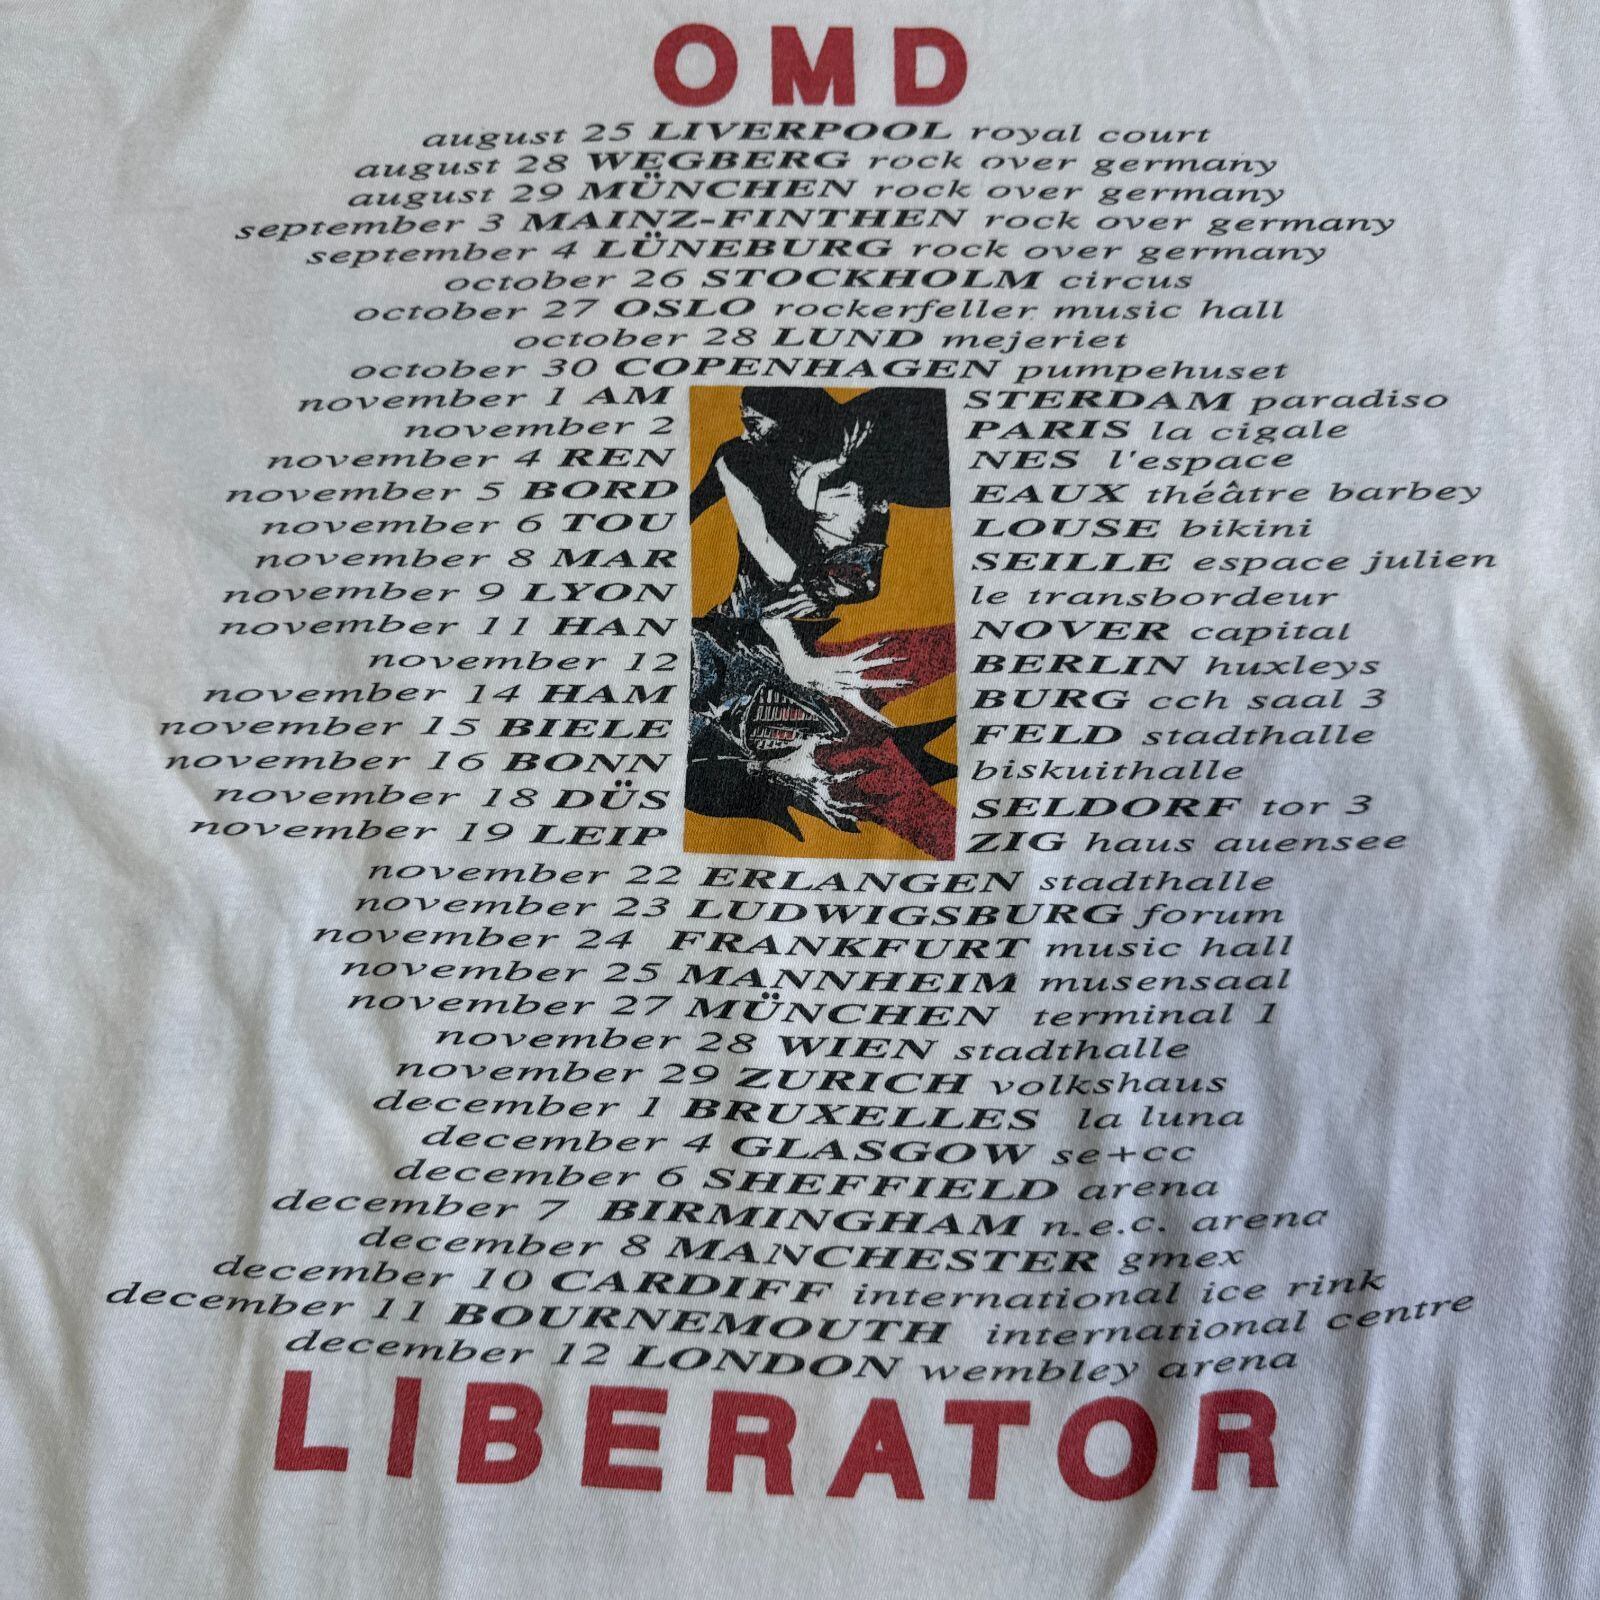 OMD
august 25 LIVERPOOL royal court
august 28 WEGBERG rock over germany
august 29 MÜNCHEN rock over germany
september 3 MAINZ-FINTHEN rock over germany
september 4 LÜNEBURG rock over germany
october 26 STOCKHOLM circus
october 27 OSLO rockerfeller music hall
october 28 LUND mejeriet
october 30 COPENHAGEN pumpehuset
november 1 AM STERDAM paradiso
november 2 PARIS la cigale
november 4 REN NES l'espace
november 5 BORD EAUX théâtre barbey
november 6 TOU LOUSE bikini
november 8 MAR SEILLE espace julien
november 9 LYON le transbordeur
november 11 HAN NOVER capital
november 12 BERLIN huxleys
november 14 HAM BURG cch saal 3
november 15 BIELE FELD stadthalle
november 16 BONN biskuithalle
november 18 DÜS SELDORF tor 3
november 19 LEIP ZIG haus auensee
november 22 ERLANGEN stadthalle
november 23 LUDWIGSBURG forum
november 24 FRANKFURT music hall
november 25 MANNHEIM musensaal
november 27 MÜNCHEN terminal 1
november 28 WIEN stadthalle
november 29 ZURICH volkshaus
december 1 BRUXELLES la luna
december 4 GLASGOW se+cc
december 6 SHEFFIELD arena
december 7 BIRMINGHAM n.e.c. arena
december 8 MANCHESTER gmex
december 10 CARDIFF international ice rink
december 11 BOURNEMOUTH international centre
december 12 LONDON wembley arena
LIBERATOR